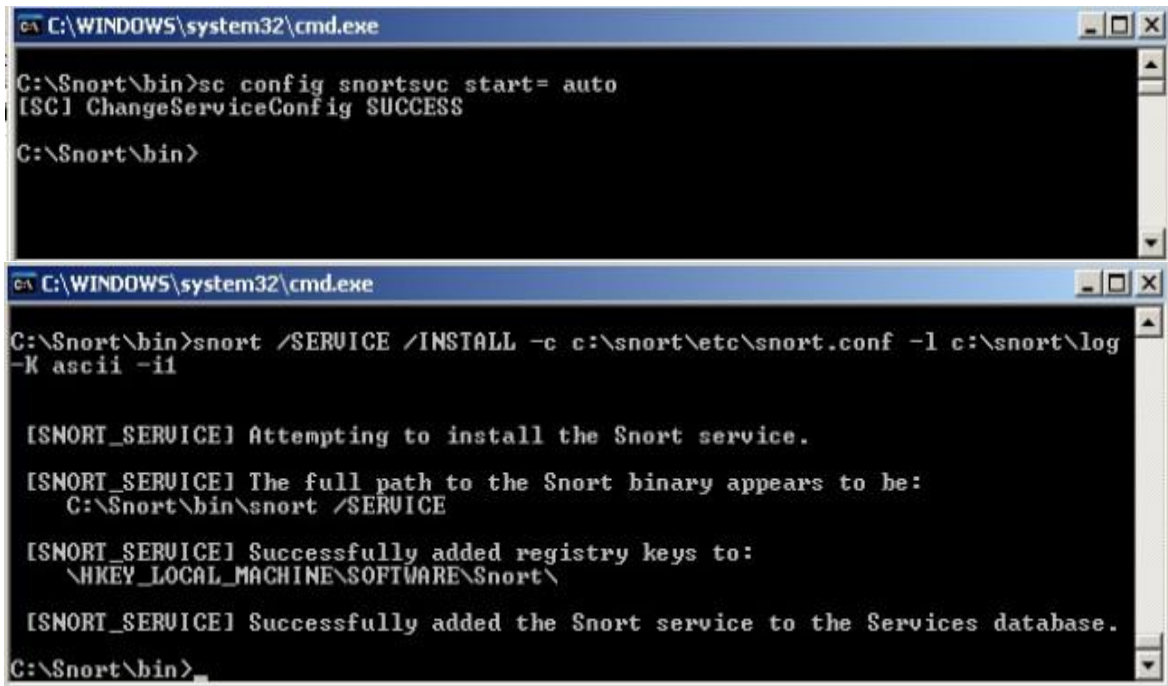 C:\WINDOWS\system32\cmd.exe
C:\Snort\bin>sc config snortsvc start= auto
[SC] ChangeServiceConfig SUCCESS
C:\Snort\bin>
C:\WINDOWS\system32\cmd.exe
C:\Snort\bin>snort /SERVICE /INSTALL -c c:\snort\etc\snort.conf -l c:\snort\log
-K ascii -i1
[SNORT_SERVICE] Attempting to install the Snort service.
[SNORT_SERVICE] The full path to the Snort binary appears to be:
C:\Snort\bin\snort /SERVICE
[SNORT_SERVICE] Successfully added registry keys to:
\HKEY_LOCAL_MACHINE\SOFTWARE\Snort\
[SNORT_SERVICE] Successfully added the Snort service to the Services database.
C:\Snort\bin>_